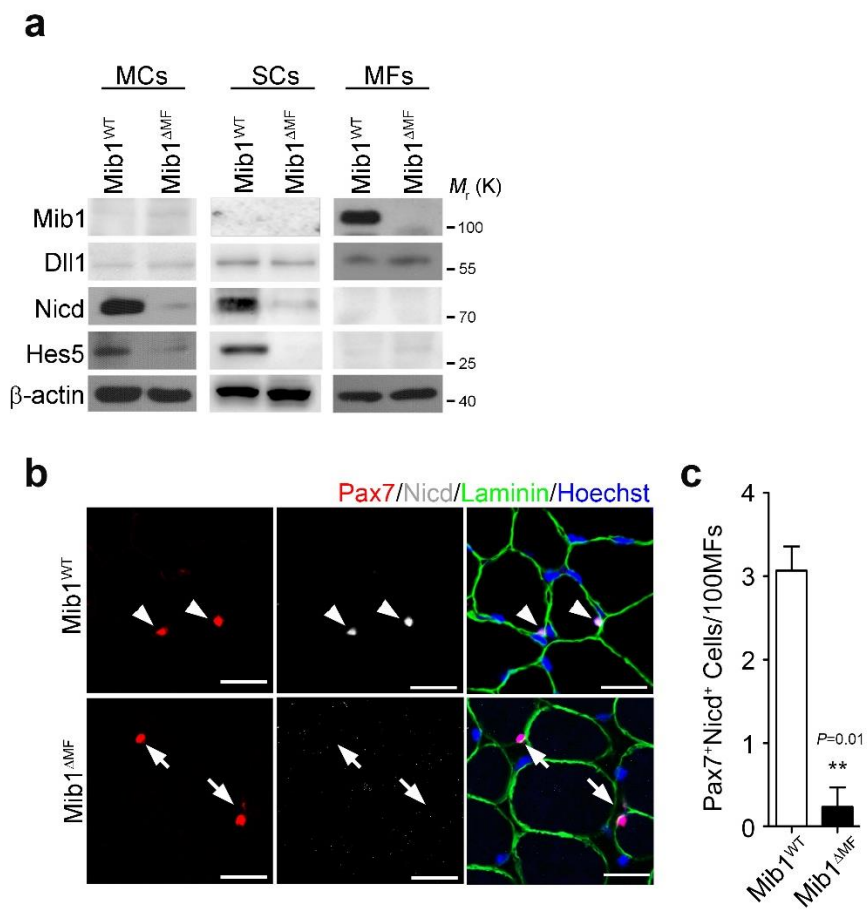 a
MCs SCs MFs
Mib1WT Mib1ΔMF Mib1WT Mib1ΔMF Mib1WT Mib1ΔMF
Mr (K)
Mib1
100
Dll1
55
Nicd
70
Hes5
25
β-actin
40
b
Pax7/Nicd/Laminin/Hoechst
Mib1WT
Mib1ΔMF
c
Pax7+Nicd+ Cells/100MFs
4
3
2
1
0
P=0.01
**
Mib1WT
Mib1ΔMF